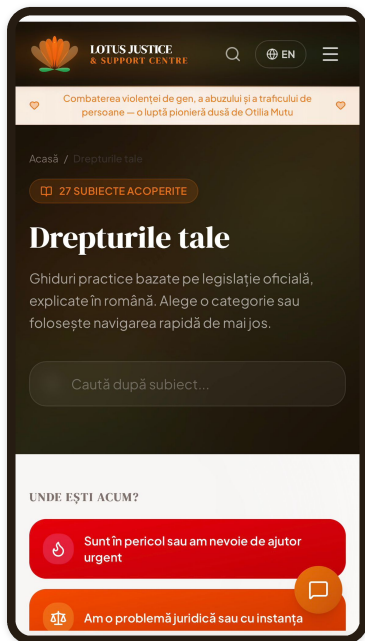 LOTUS JUSTICE
& SUPPORT CENTRE
EN
Combaterea violenței de gen, a abuzului și a traficului de
persoane — o luptă pionieră dusă de Otilia Mutu
Acasă / Drepturile tale
27 SUBIECTE ACOPERITE
Drepturile tale
Ghiduri practice bazate pe legislație oficială,
explicate în română. Alege o categorie sau
folosește navigarea rapidă de mai jos.
Caută după subiect...
UNDE EȘTI ACUM?
Sunt în pericol sau am nevoie de ajutor
urgent
Am o problemă juridică sau cu instanța